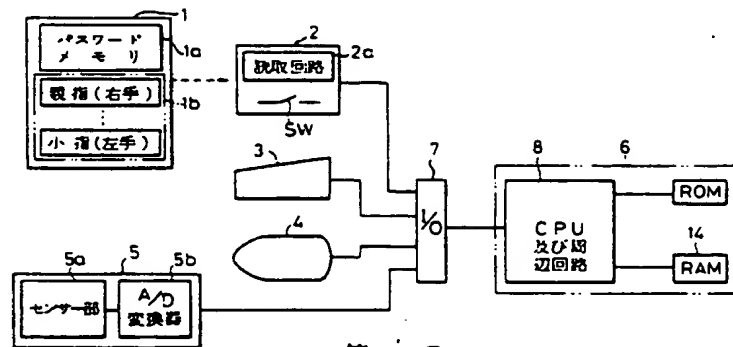 1
パスワード
メモリ
1a
親指(右手)
1b
小指(左手)
2
2a
読取回路
SW
3
4
5
5a
センサー部
5b
A/D
変換器
7
I/O
6
8
CPU
及び周
辺回路
ROM
14
RAM